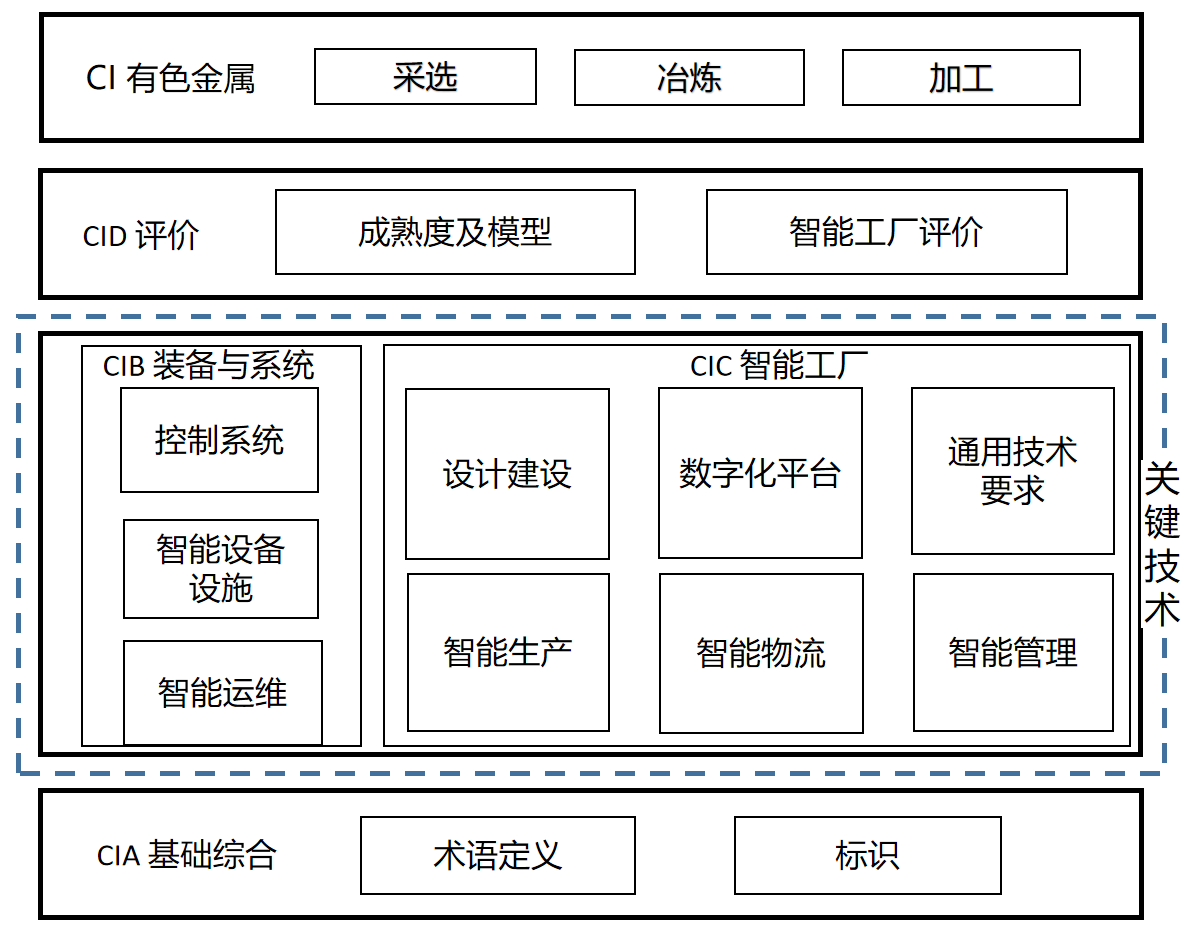 CI 有色金属
采选
冶炼
加工
CID 评价
成熟度及模型
智能工厂评价
CIB 装备与系统
控制系统
智能设备
设施
智能运维
CIC 智能工厂
设计建设
数字化平台
通用技术
要求
智能生产
智能物流
智能管理
关
键
技
术
CIA 基础综合
术语定义
标识